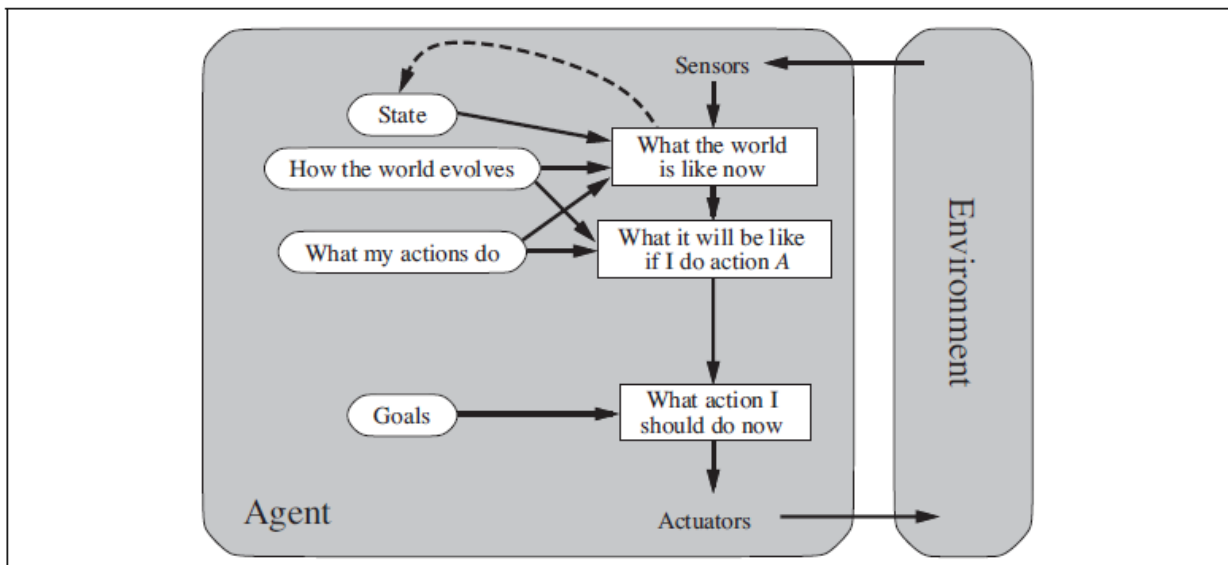 Sensors
State
What the world
is like now
How the world evolves
What it will be like
if I do action A
What my actions do
Goals
What action I
should do now
Agent
Actuators
Environment